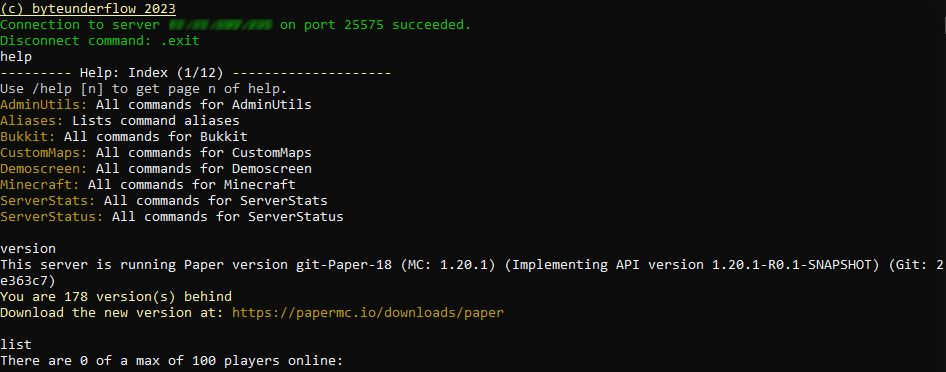 (c) byteunderflow 2023
Connection to server on port 25575 succeeded.
Disconnect command: .exit
help
--------- Help: Index (1/12) --------------------
Use /help [n] to get page n of help.
AdminUtils: All commands for AdminUtils
Aliases: Lists command aliases
Bukkit: All commands for Bukkit
CustomMaps: All commands for CustomMaps
Demoscreen: All commands for Demoscreen
Minecraft: All commands for Minecraft
ServerStats: All commands for ServerStats
ServerStatus: All commands for ServerStatus
version
This server is running Paper version git-Paper-18 (MC: 1.20.1) (Implementing API version 1.20.1-R0.1-SNAPSHOT) (Git: 2
e363c7)
You are 178 version(s) behind
Download the new version at: https://papermc.io/downloads/paper
list
There are 0 of a max of 100 players online: